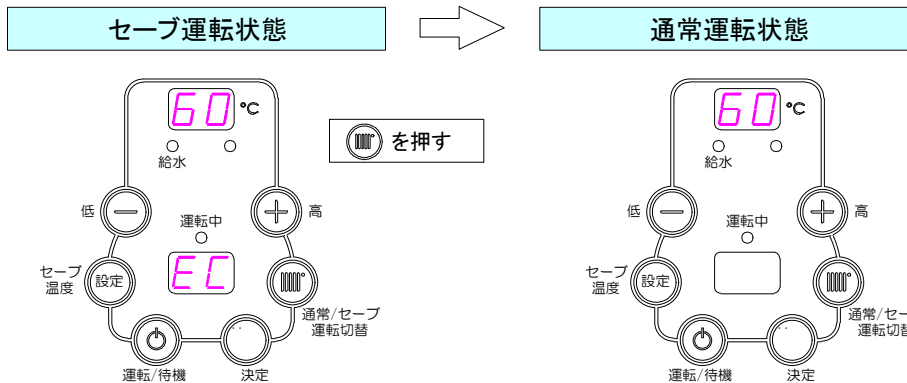 セーブ運転状態
通常運転状態
60 ℃
給水
を押す
低
高
運転中
セーブ
温度
設定
EC
通常/セーブ
運転切替
運転/待機
決定
60 ℃
給水
低
高
運転中
セーブ
温度
設定
通常/セー
運転切替
運転/待機
決定